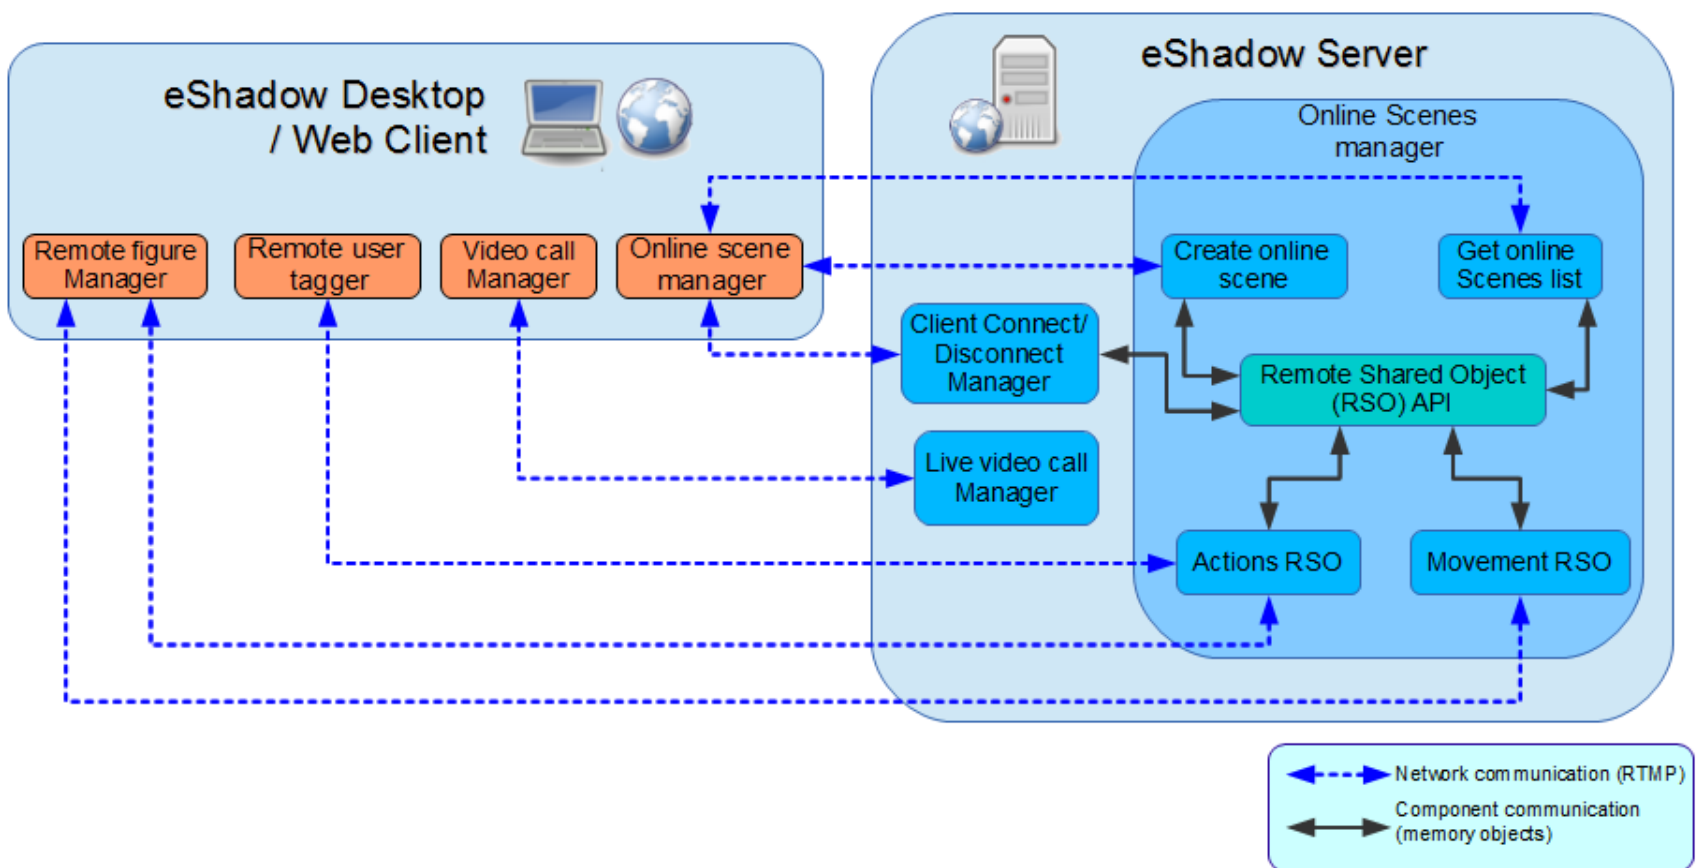 eShadow Desktop
/ Web Client
eShadow Server
Online Scenes
manager
Remote figure
Manager
Remote user
tagger
Video call
Manager
Online scene
manager
Create online
scene
Get online
Scenes list
Client Connect/
Disconnect
Manager
Remote Shared Object
(RSO) API
Live video call
Manager
Actions RSO
Movement RSO
Network communication (RTMP)
Component communication
(memory objects)